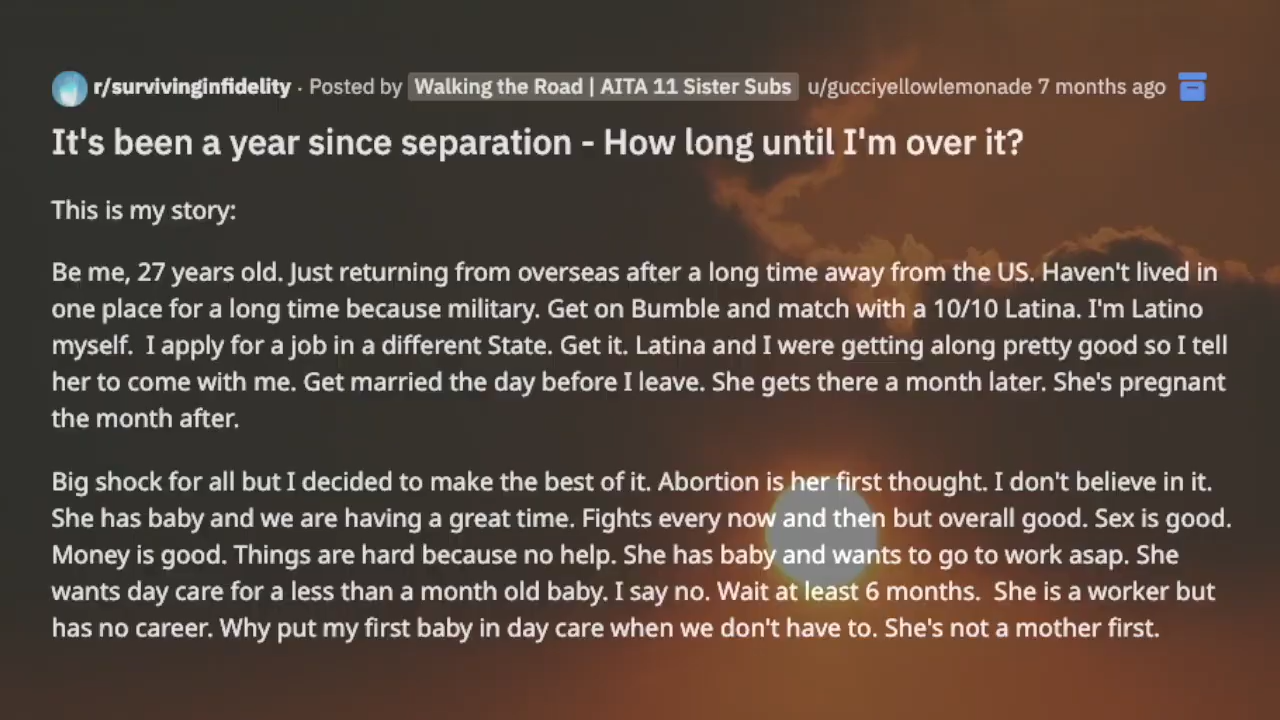 r/survivinginfidelity · Posted by Walking the Road | AITA 11 Sister Subs u/gucciyellowlemonade 7 months ago
It's been a year since separation - How long until I'm over it?
This is my story:
Be me, 27 years old. Just returning from overseas after a long time away from the US. Haven't lived in
one place for a long time because military. Get on Bumble and match with a 10/10 Latina. I'm Latino
myself.  I apply for a job in a different State. Get it. Latina and I were getting along pretty good so I tell
her to come with me. Get married the day before I leave. She gets there a month later. She's pregnant
the month after.
Big shock for all but I decided to make the best of it. Abortion is her first thought. I don't believe in it.
She has baby and we are having a great time. Fights every now and then but overall good. Sex is good.
Money is good. Things are hard because no help. She has baby and wants to go to work asap. She
wants day care for a less than a month old baby. I say no. Wait at least 6 months.  She is a worker but
has no career. Why put my first baby in day care when we don't have to. She's not a mother first.